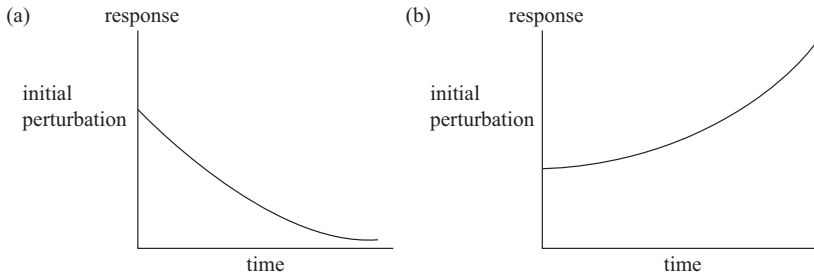 (a)
response
initial
perturbation
time
(b)
response
initial
perturbation
time